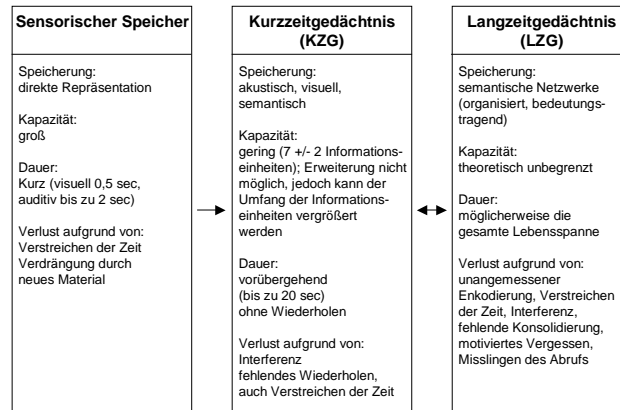 Sensorischer Speicher
Speicherung:
direkte Repräsentation
Kapazität:
groß
Dauer:
Kurz (visuell 0,5 sec,
auditiv bis zu 2 sec)
Verlust aufgrund von:
Verstreichen der Zeit
Verdrängung durch
neues Material
Kurzzeitgedächtnis
(KZG)
Speicherung:
akustisch, visuell,
semantisch
Kapazität:
gering (7 +/- 2 Informations-
einheiten); Erweiterung nicht
möglich, jedoch kann der
Umfang der Informations-
einheiten vergrößert
werden
Dauer:
vorübergehend
(bis zu 20 sec)
ohne Wiederholen
Verlust aufgrund von:
Interferenz
fehlendes Wiederholen,
auch Verstreichen der Zeit
Langzeitgedächtnis
(LZG)
Speicherung:
semantische Netzwerke
(organisiert, bedeutungs-
tragend)
Kapazität:
theoretisch unbegrenzt
Dauer:
möglicherweise die
gesamte Lebensspanne
Verlust aufgrund von:
unangemessener
Enkodierung, Verstreichen
der Zeit, Interferenz,
fehlende Konsolidierung,
motiviertes Vergessen,
Misslingen des Abrufs